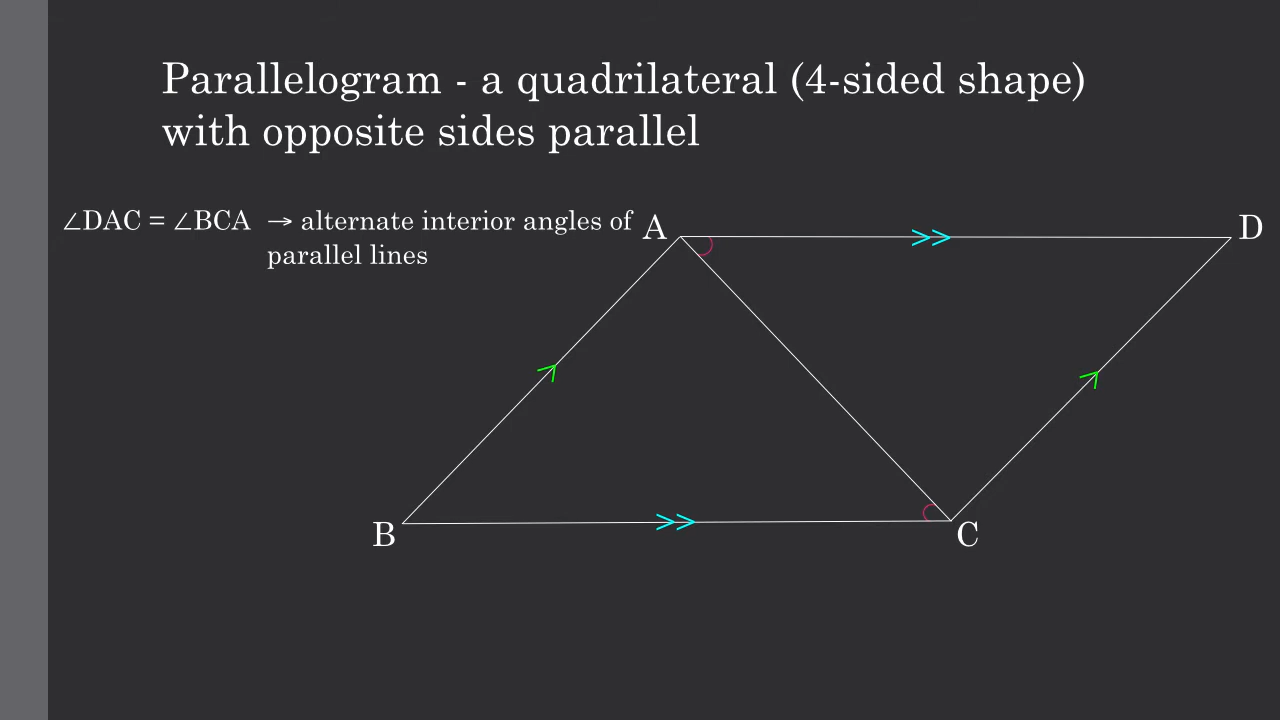 Parallelogram - a quadrilateral (4-sided shape)
with opposite sides parallel
∠DAC = ∠BCA → alternate interior angles of
parallel lines
A
D
B
C